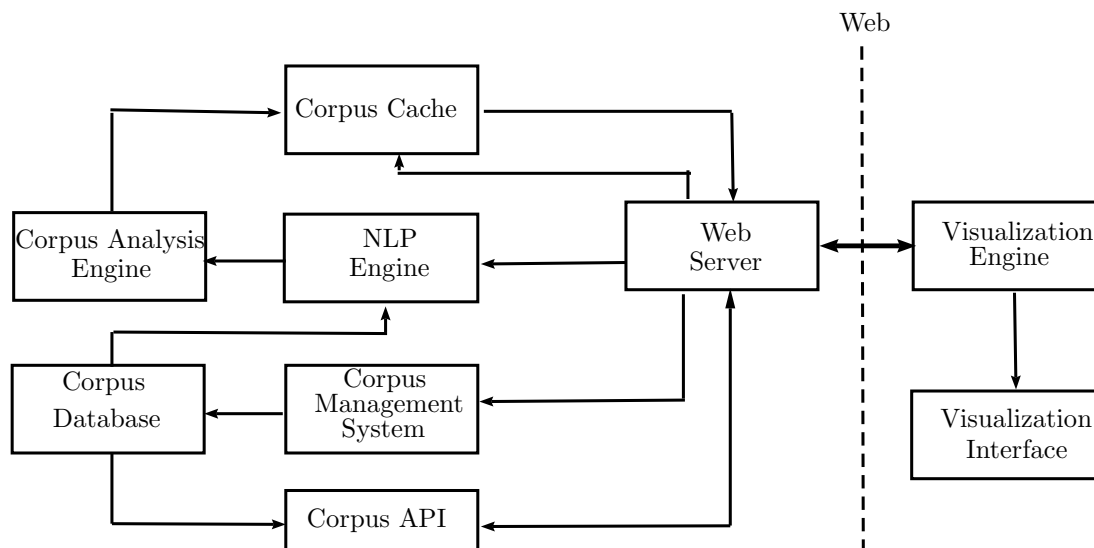 Web
Corpus Cache
Corpus Analysis
Engine
NLP
Engine
Web
Server
Visualization
Engine
Corpus
Database
Corpus
Management
System
Visualization
Interface
Corpus API